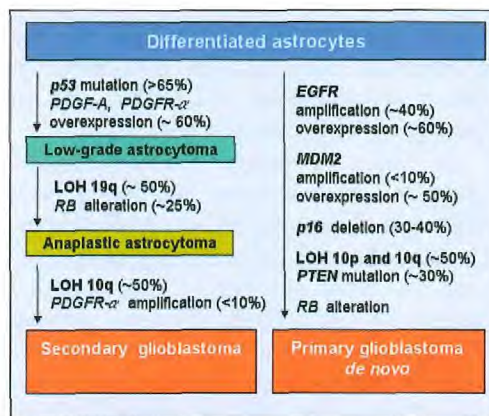 Differentiated astrocytes
p53 mutation (>65%)
PDGF-A, PDGFR-α
overexpression (~ 60%)
Low-grade astrocytoma
LOH 19q (~ 50%)
RB alteration (~25%)
Anaplastic astrocytoma
LOH 10q (~50%)
PDGFR-α amplification (<10%)
Secondary glioblastoma
EGFR
amplification (~40%)
overexpression (~60%)
MDM2
amplification (<10%)
overexpression (~ 50%)
p16 deletion (30-40%)
LOH 10p and 10q (~50%)
PTEN mutation (~30%)
RB alteration
Primary glioblastoma
de novo